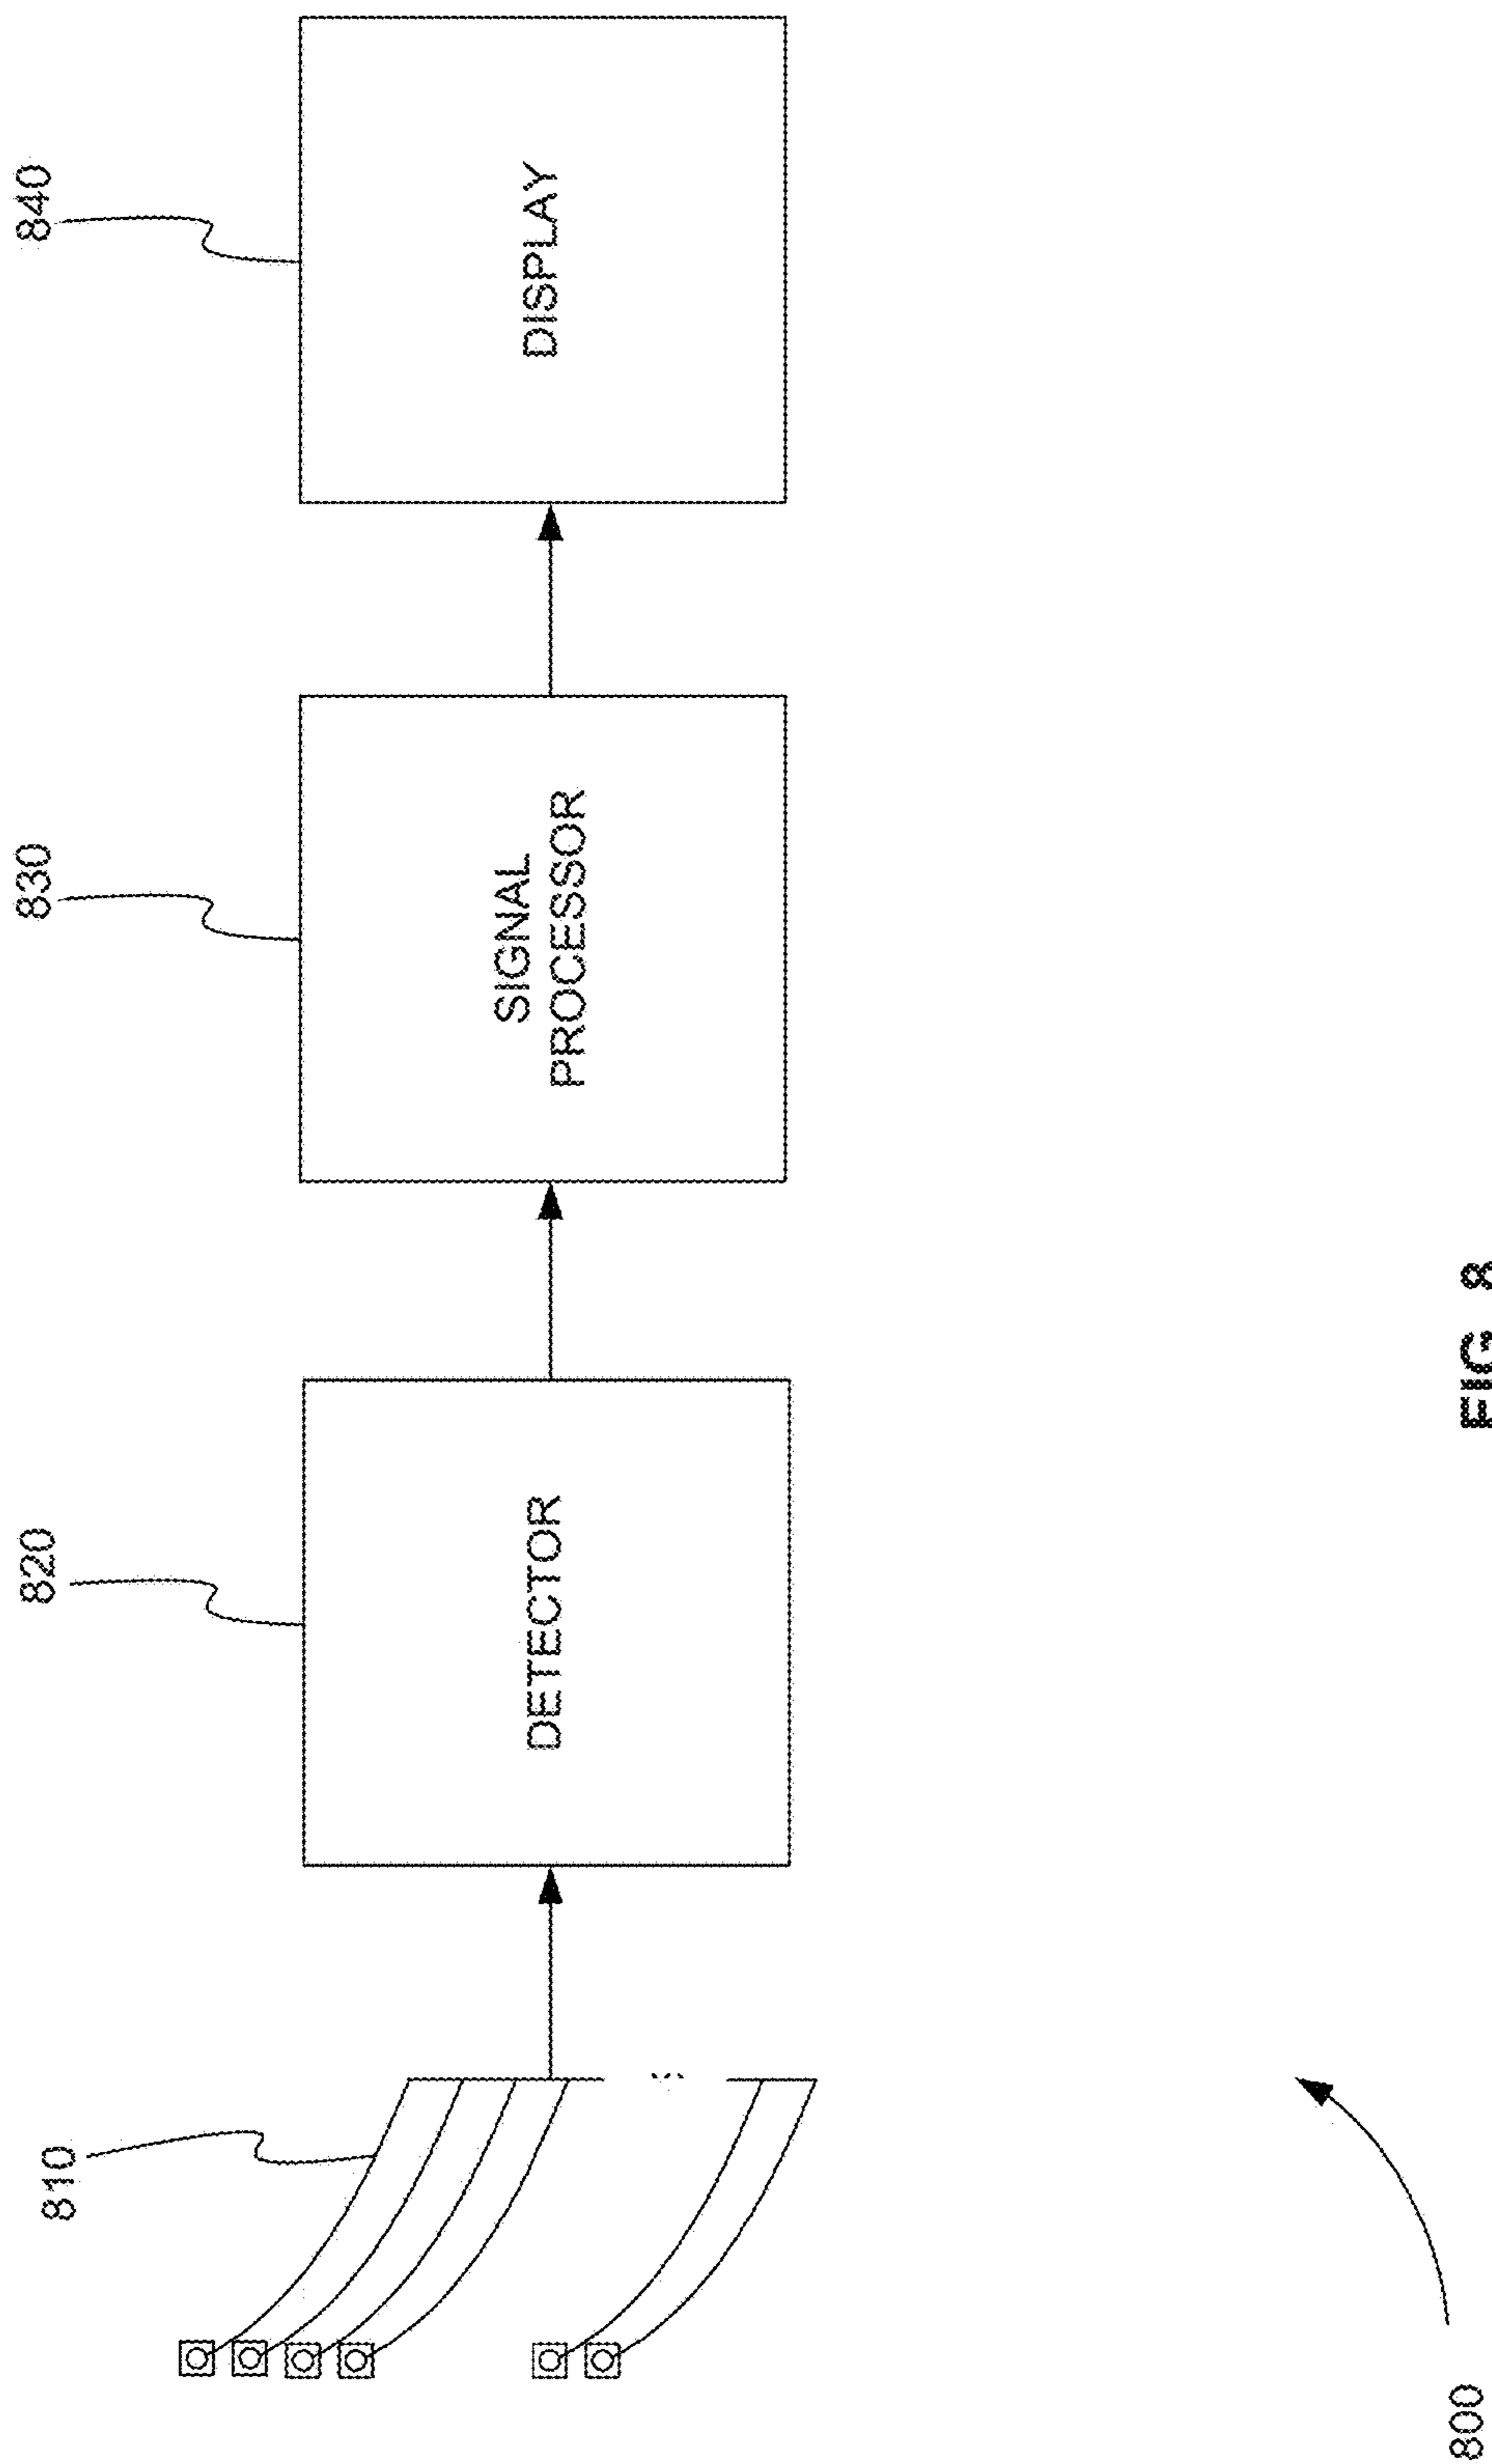 810
820
830
840
DETECTOR
SIGNAL
PROCESSOR
DISPLAY
800
FIG. 8